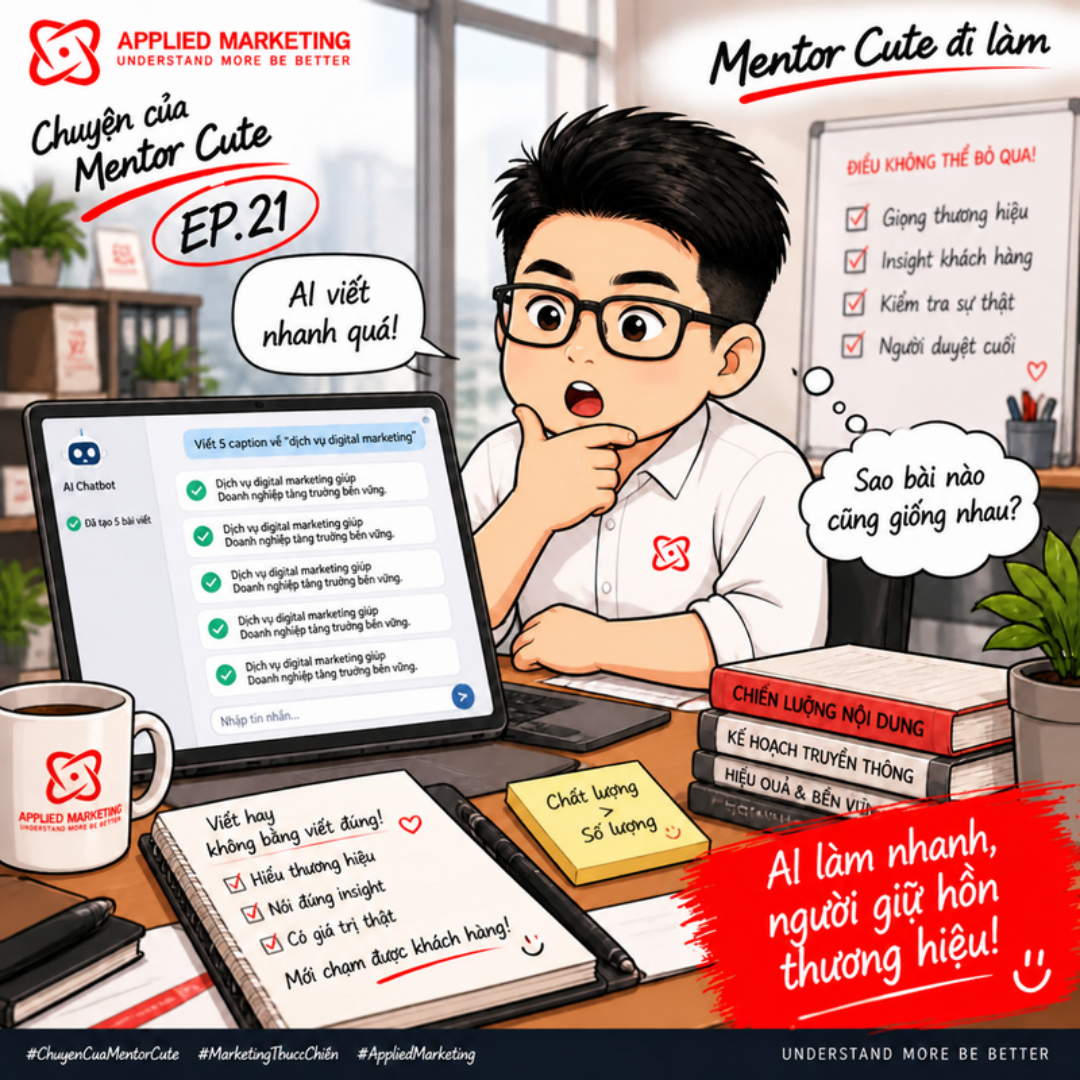 APPLIED MARKETING
UNDERSTAND MORE BE BETTER
Chuyện của
Mentor Cute
EP.21
Mentor Cute đi làm
ĐIỀU KHÔNG THỂ BỎ QUA!
Giọng thương hiệu
Insight khách hàng
Kiểm tra sự thật
Người duyệt cuối
AI viết
nhanh quá!
Sao bài nào
cũng giống nhau?
AI Chatbot
Đã tạo 5 bài viết
Viết 5 caption về "dịch vụ digital marketing"
Dịch vụ digital marketing giúp
Doanh nghiệp tăng trưởng bền vững.
Dịch vụ digital marketing giúp
Doanh nghiệp tăng trưởng bền vững.
Dịch vụ digital marketing giúp
Doanh nghiệp tăng trưởng bền vững.
Dịch vụ digital marketing giúp
Doanh nghiệp tăng trưởng bền vững.
Dịch vụ digital marketing giúp
Doanh nghiệp tăng trưởng bền vững.
Nhập tin nhắn...
APPLIED MARKETING
UNDERSTAND MORE BE BETTER
Viết hay
không bằng viết đúng!
Hiểu thương hiệu
Nói đúng insight
Có giá trị thật
Mới chạm được khách hàng!
Chất lượng
>
Số lượng
CHIẾN LƯỢNG NỘI DUNG
KẾ HOẠCH TRUYỀN THÔNG
HIỆU QUẢ & BỀN VỮN
AI làm nhanh,
người giữ hồn
thương hiệu!
#ChuyenCuaMentorCute #MarketingTbuccChiến #AppliedMarketing
UNDERSTAND MORE BE BETTER